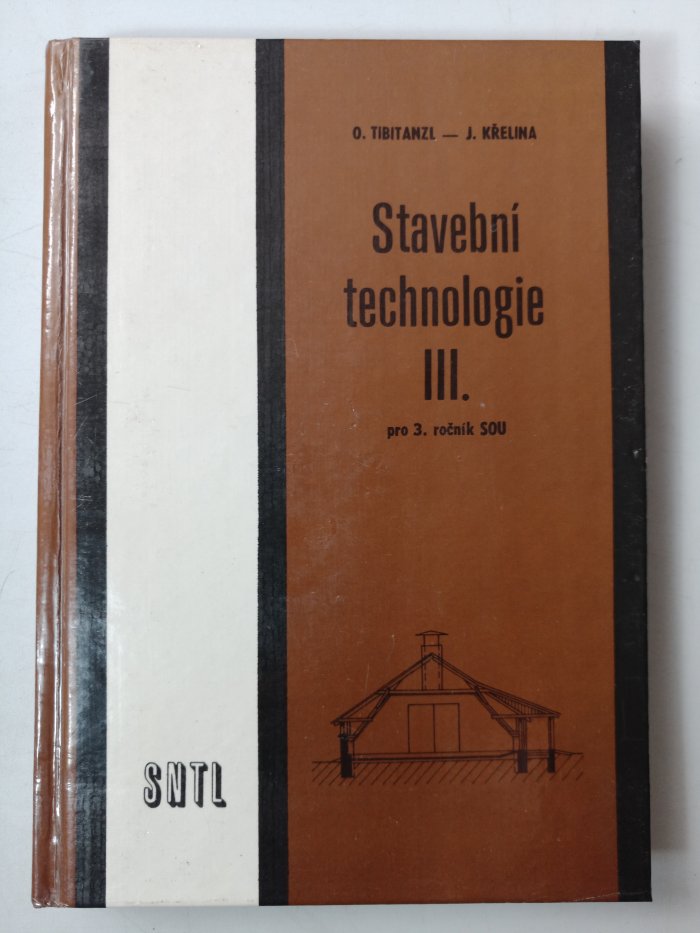 O. TIBITANZL — J. KŘELINA
Stavební
technologie
III.
pro 3. ročník SOU
SNTL